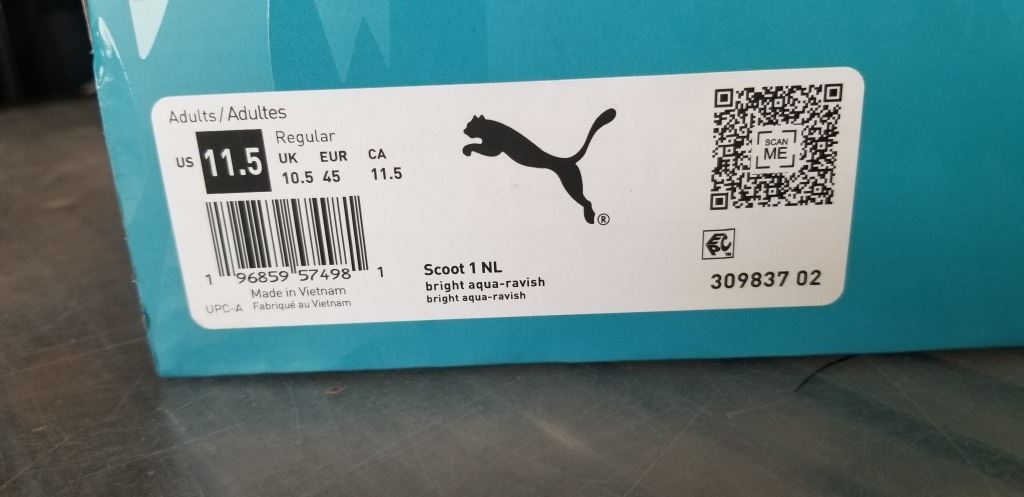 Adults/Adultes
Regular
US 11.5
UK EUR CA
10.5 45 11.5
1 96859 57498 1
Made in Vietnam
UPC-A Fabriqué au Vietnam
®
Scoot 1 NL
bright aqua-ravish
bright aqua-ravish
SCAN
ME
EPC™
309837 02